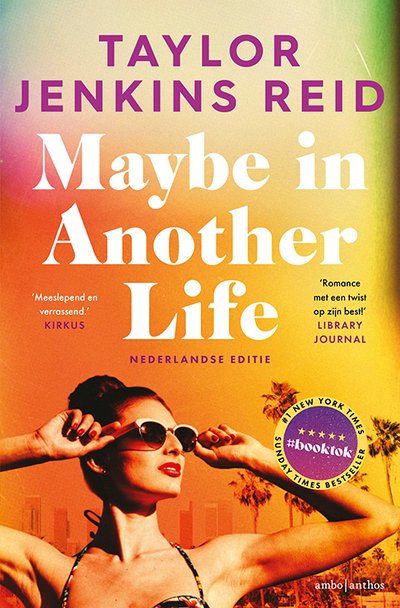 TAYLOR
JENKINS REID
Maybe in
Another
Life
'Meeslepend en
verrassend.'
KIRKUS
'Romance
met een twist
op zijn best!'
LIBRARY
JOURNAL
NEDERLANDSE EDITIE
#1 NEW YORK TIMES
#booktok
SUNDAY TIMES BESTSELLER
ambo|anthos